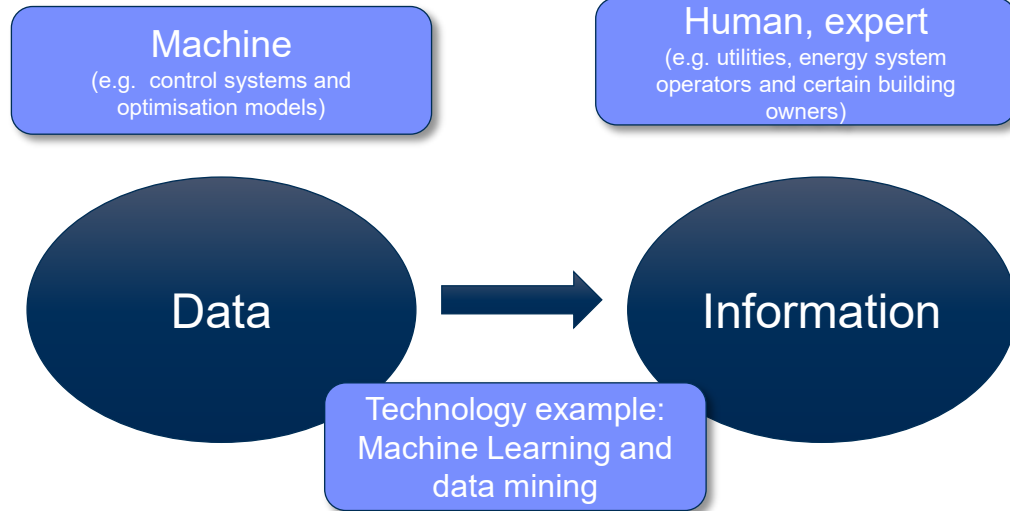 Machine
(e.g. control systems and
optimisation models)
Human, expert
(e.g. utilities, energy system
operators and certain building
owners)
Data
Information
Technology example:
Machine Learning and
data mining